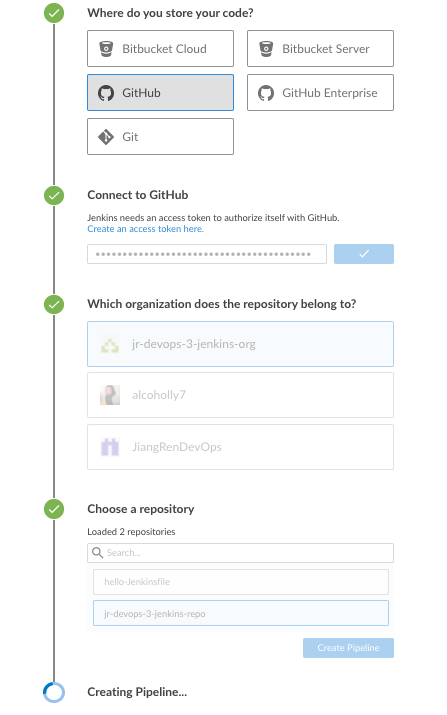 Where do you store your code?
Bitbucket Cloud
Bitbucket Server
GitHub
GitHub Enterprise
Git
Connect to GitHub
Jenkins needs an access token to authorize itself with GitHub.
Create an access token here.
••••••••••••••••••••••••••••••••••••••••
Which organization does the repository belong to?
jr-devops-3-jenkins-org
alcoholly7
JiangRenDevOps
Choose a repository
Loaded 2 repositories
Search...
hello-Jenkinsfile
jr-devops-3-jenkins-repo
Create Pipeline
Creating Pipeline...